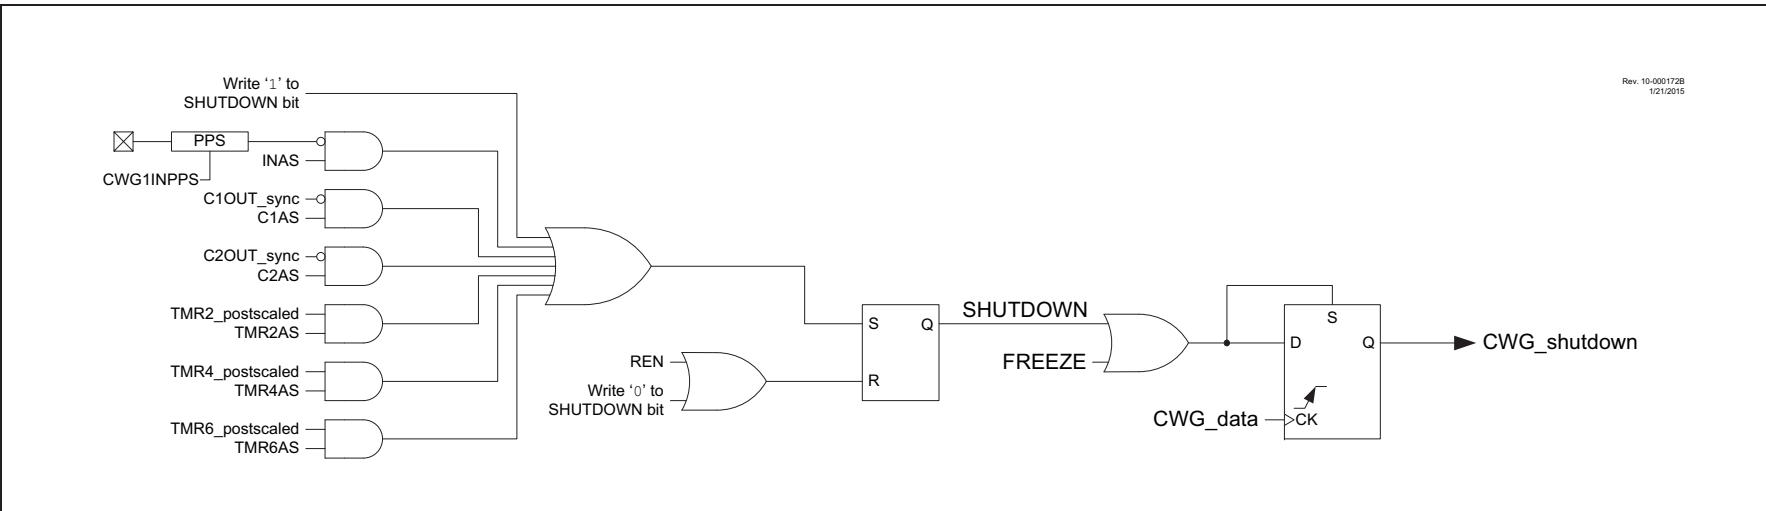 Write ‘1’ to
SHUTDOWN bit
Rev. 10-000172B
1/21/2015
PPS
INAS
CWG1INPPS
C1OUT_sync
C1AS
C2OUT_sync
C2AS
TMR2_postscaled
TMR2AS
TMR4_postscaled
TMR4AS
TMR6_postscaled
TMR6AS
REN
Write ‘0’ to
SHUTDOWN bit
S
Q
R
SHUTDOWN
FREEZE
S
D
Q
CWG_data
CK
CWG_shutdown